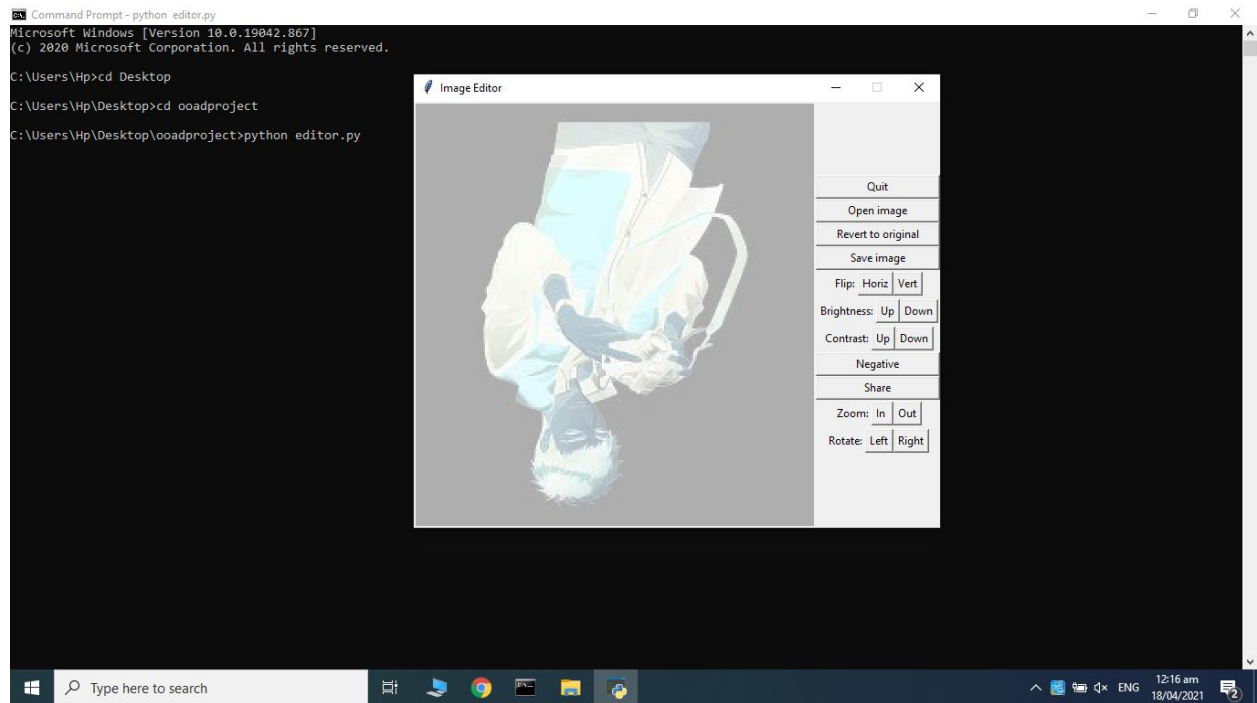 Command Prompt - python editor.py
Microsoft Windows [Version 10.0.19042.867]
(c) 2020 Microsoft Corporation. All rights reserved.
C:\Users\Hp>cd Desktop
C:\Users\Hp\Desktop>cd ooadproject
C:\Users\Hp\Desktop\ooadproject>python editor.py
Image Editor
Quit
Open image
Revert to original
Save image
Flip: Horiz Vert
Brightness: Up Down
Contrast: Up Down
Negative
Share
Zoom: In Out
Rotate: Left Right
Type here to search
ENG
12:16 am
18/04/2021
2